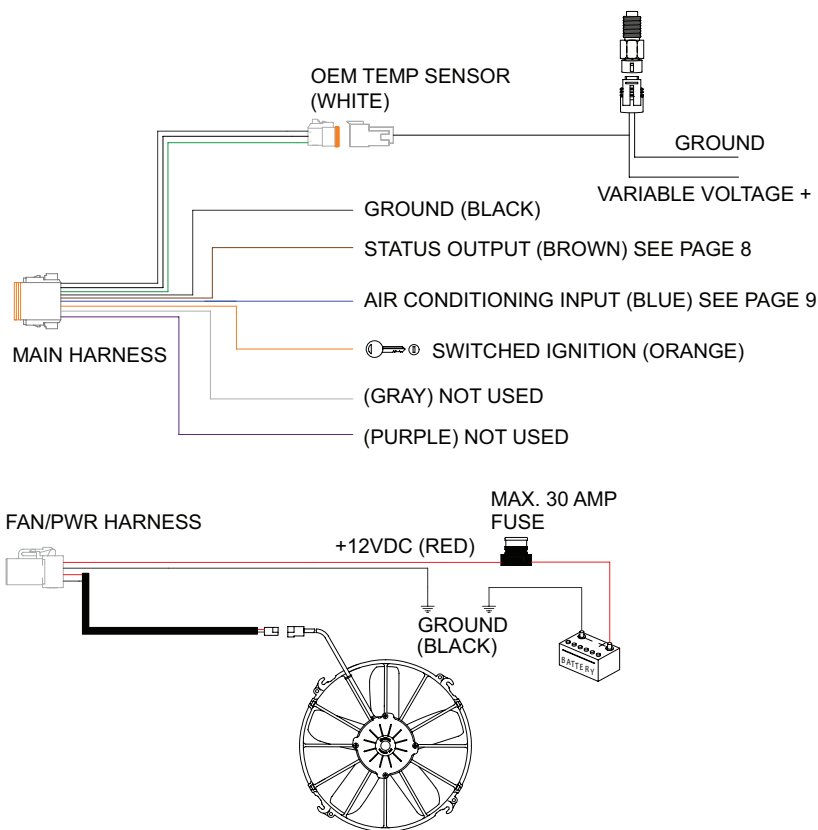 OEM TEMP SENSOR
(WHITE)
GROUND
VARIABLE VOLTAGE +
GROUND (BLACK)
STATUS OUTPUT (BROWN) SEE PAGE 8
AIR CONDITIONING INPUT (BLUE) SEE PAGE 9
MAIN HARNESS
SWITCHED IGNITION (ORANGE)
(GRAY) NOT USED
(PURPLE) NOT USED
FAN/PWR HARNESS
MAX. 30 AMP
FUSE
+12VDC (RED)
GROUND
(BLACK)
- +
BATTERY